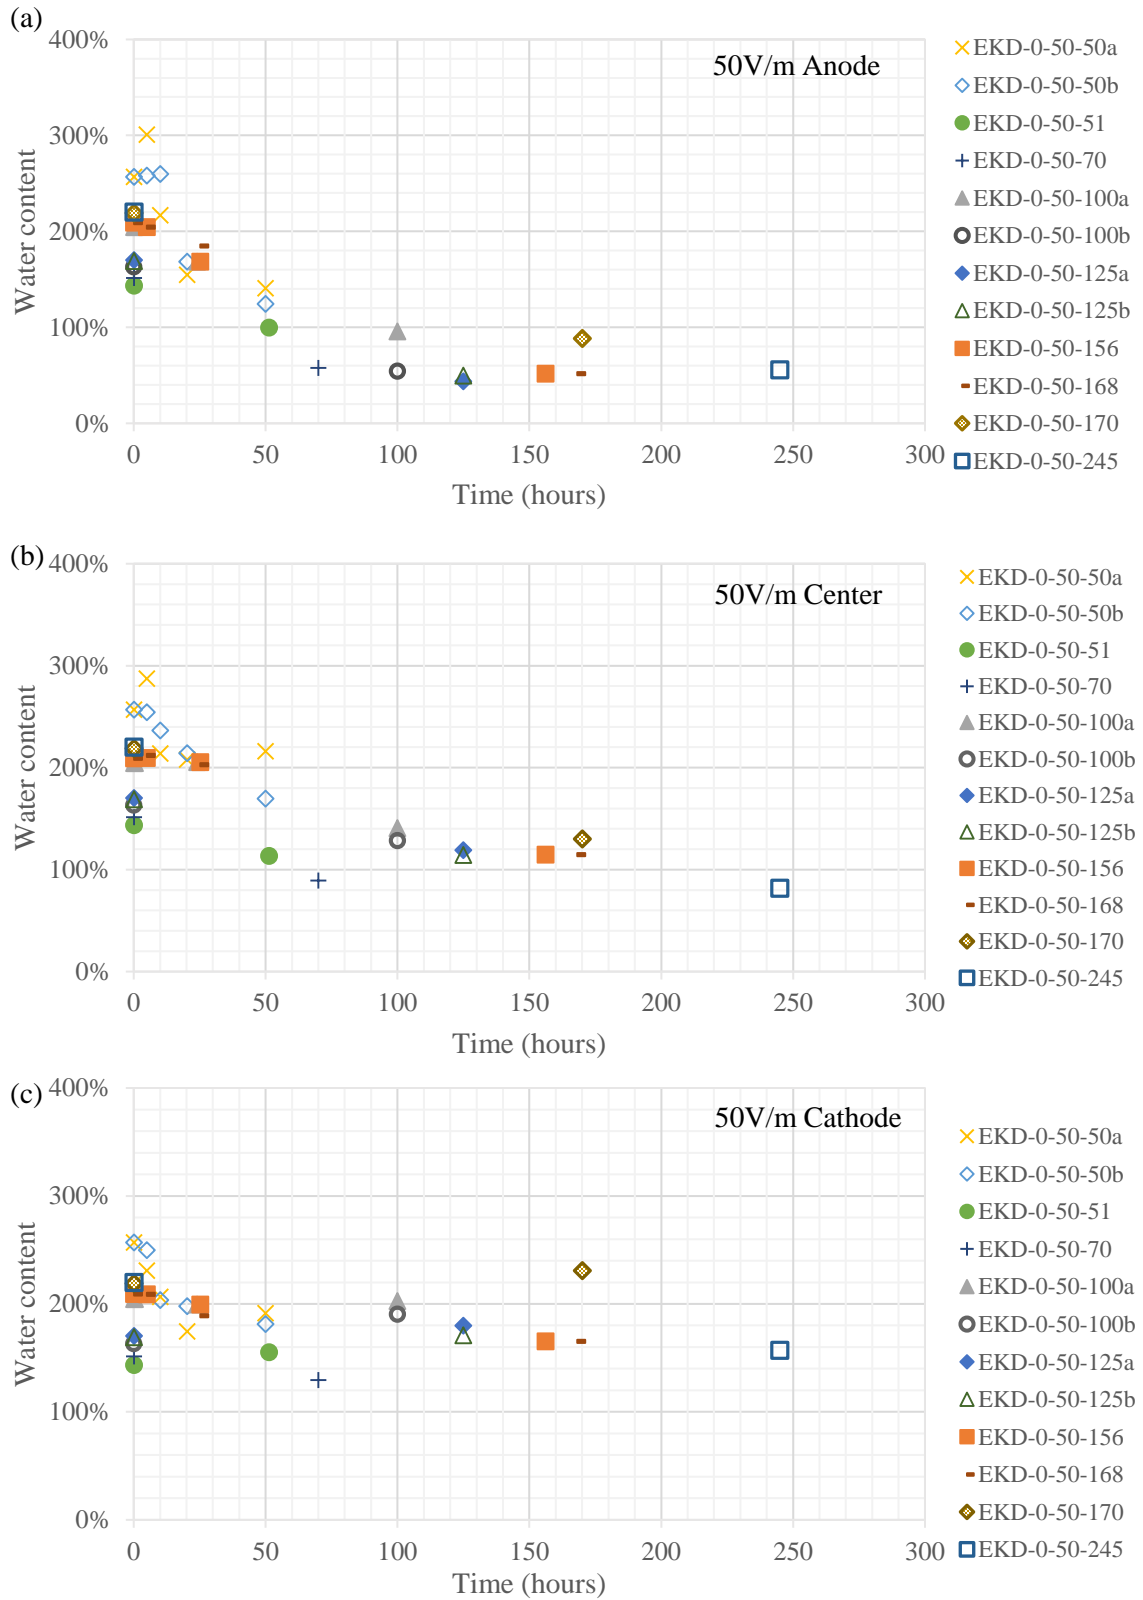 (a)
400%
300%
200%
100%
0%
Water content
50V/m Anode
0 50 100 150 200 250 300
Time (hours)
EKD-0-50-50a
EKD-0-50-50b
EKD-0-50-51
EKD-0-50-70
EKD-0-50-100a
EKD-0-50-100b
EKD-0-50-125a
EKD-0-50-125b
EKD-0-50-156
EKD-0-50-168
EKD-0-50-170
EKD-0-50-245
(b)
400%
300%
200%
100%
0%
Water content
50V/m Center
0 50 100 150 200 250 300
Time (hours)
EKD-0-50-50a
EKD-0-50-50b
EKD-0-50-51
EKD-0-50-70
EKD-0-50-100a
EKD-0-50-100b
EKD-0-50-125a
EKD-0-50-125b
EKD-0-50-156
EKD-0-50-168
EKD-0-50-170
EKD-0-50-245
(c)
400%
300%
200%
100%
0%
Water content
50V/m Cathode
0 50 100 150 200 250 300
Time (hours)
EKD-0-50-50a
EKD-0-50-50b
EKD-0-50-51
EKD-0-50-70
EKD-0-50-100a
EKD-0-50-100b
EKD-0-50-125a
EKD-0-50-125b
EKD-0-50-156
EKD-0-50-168
EKD-0-50-170
EKD-0-50-245